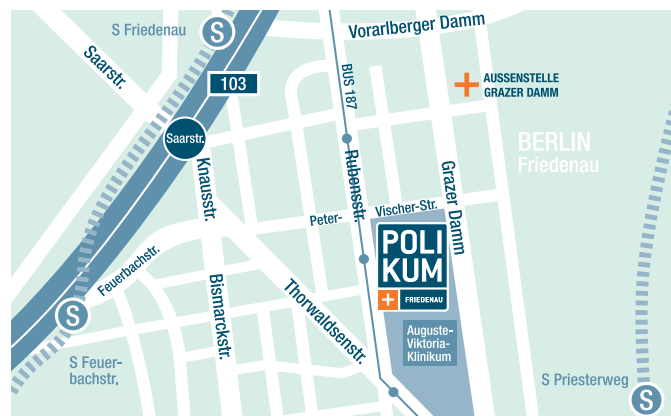 S Friedenau
S
Vorarlberger Damm
Saarstr.
103
BUS 187
AUSSENSTELLE
GRAZER DAMM
Saarstr.
BERLIN
Friedenau
Knausstr.
Rubensstr.
Grazer Damm
Peter-
Vischer-Str.
Feuerbachstr.
POLI
KUM
FRIEDENAU
Bismarckstr.
Thorwaldsenstr.
S
Auguste-
Viktoria-
Klinikum
S Feuer-
bachstr.
S Priesterweg
S